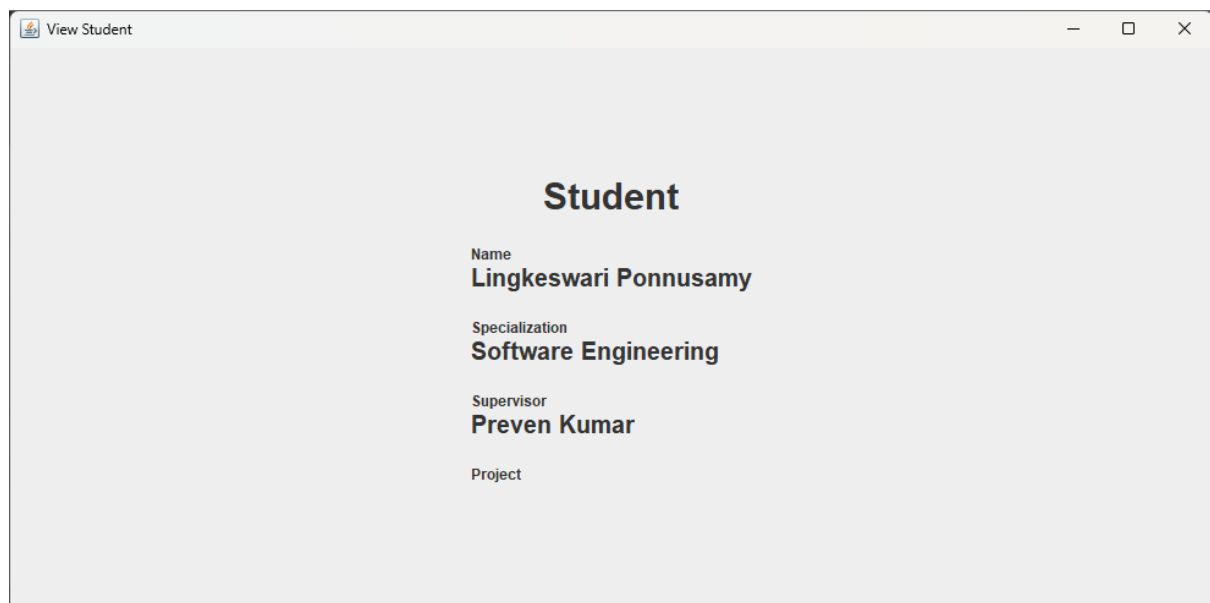 View Student
Student
Name
Lingkeswari Ponnusamy
Specialization
Software Engineering
Supervisor
Preven Kumar
Project